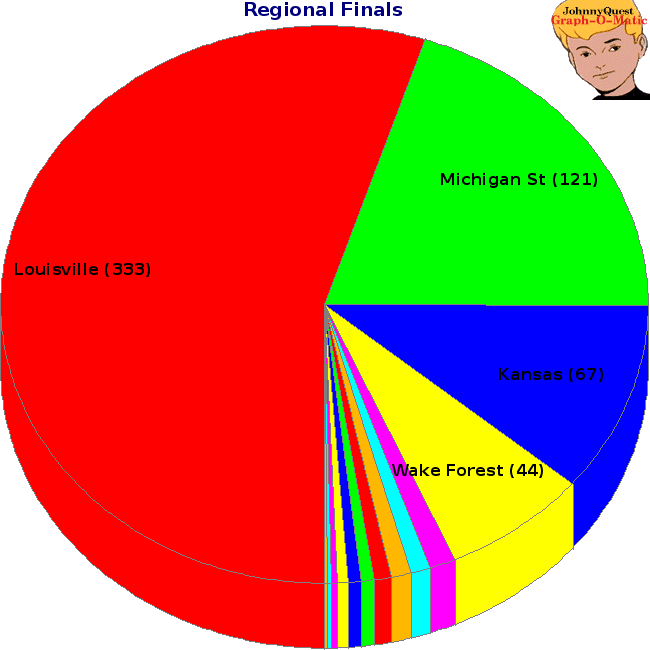 Regional Finals
JohnnyQuest
Graph-O-Matic
Michigan St (121)
Louisville (333)
Kansas (67)
Wake Forest (44)